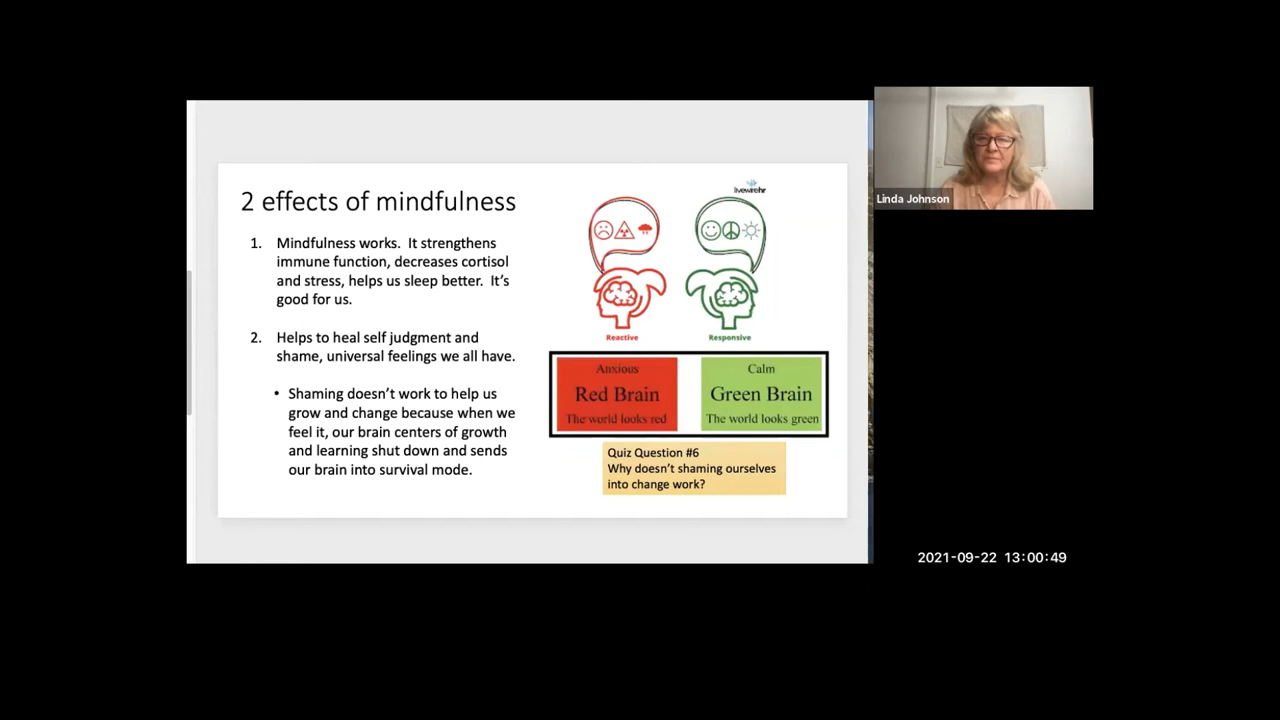 2 effects of mindfulness
1. Mindfulness works. It strengthens
immune function, decreases cortisol
and stress, helps us sleep better. It’s
good for us.
2. Helps to heal self judgment and
shame, universal feelings we all have.
• Shaming doesn’t work to help us
grow and change because when we
feel it, our brain centers of growth
and learning shut down and sends
our brain into survival mode.
livewirehr
Reactive
Responsive
Anxious
Red Brain
The world looks red
Calm
Green Brain
The world looks green
Quiz Question #6
Why doesn’t shaming ourselves
into change work?
Linda Johnson
2021-09-22 13:00:49